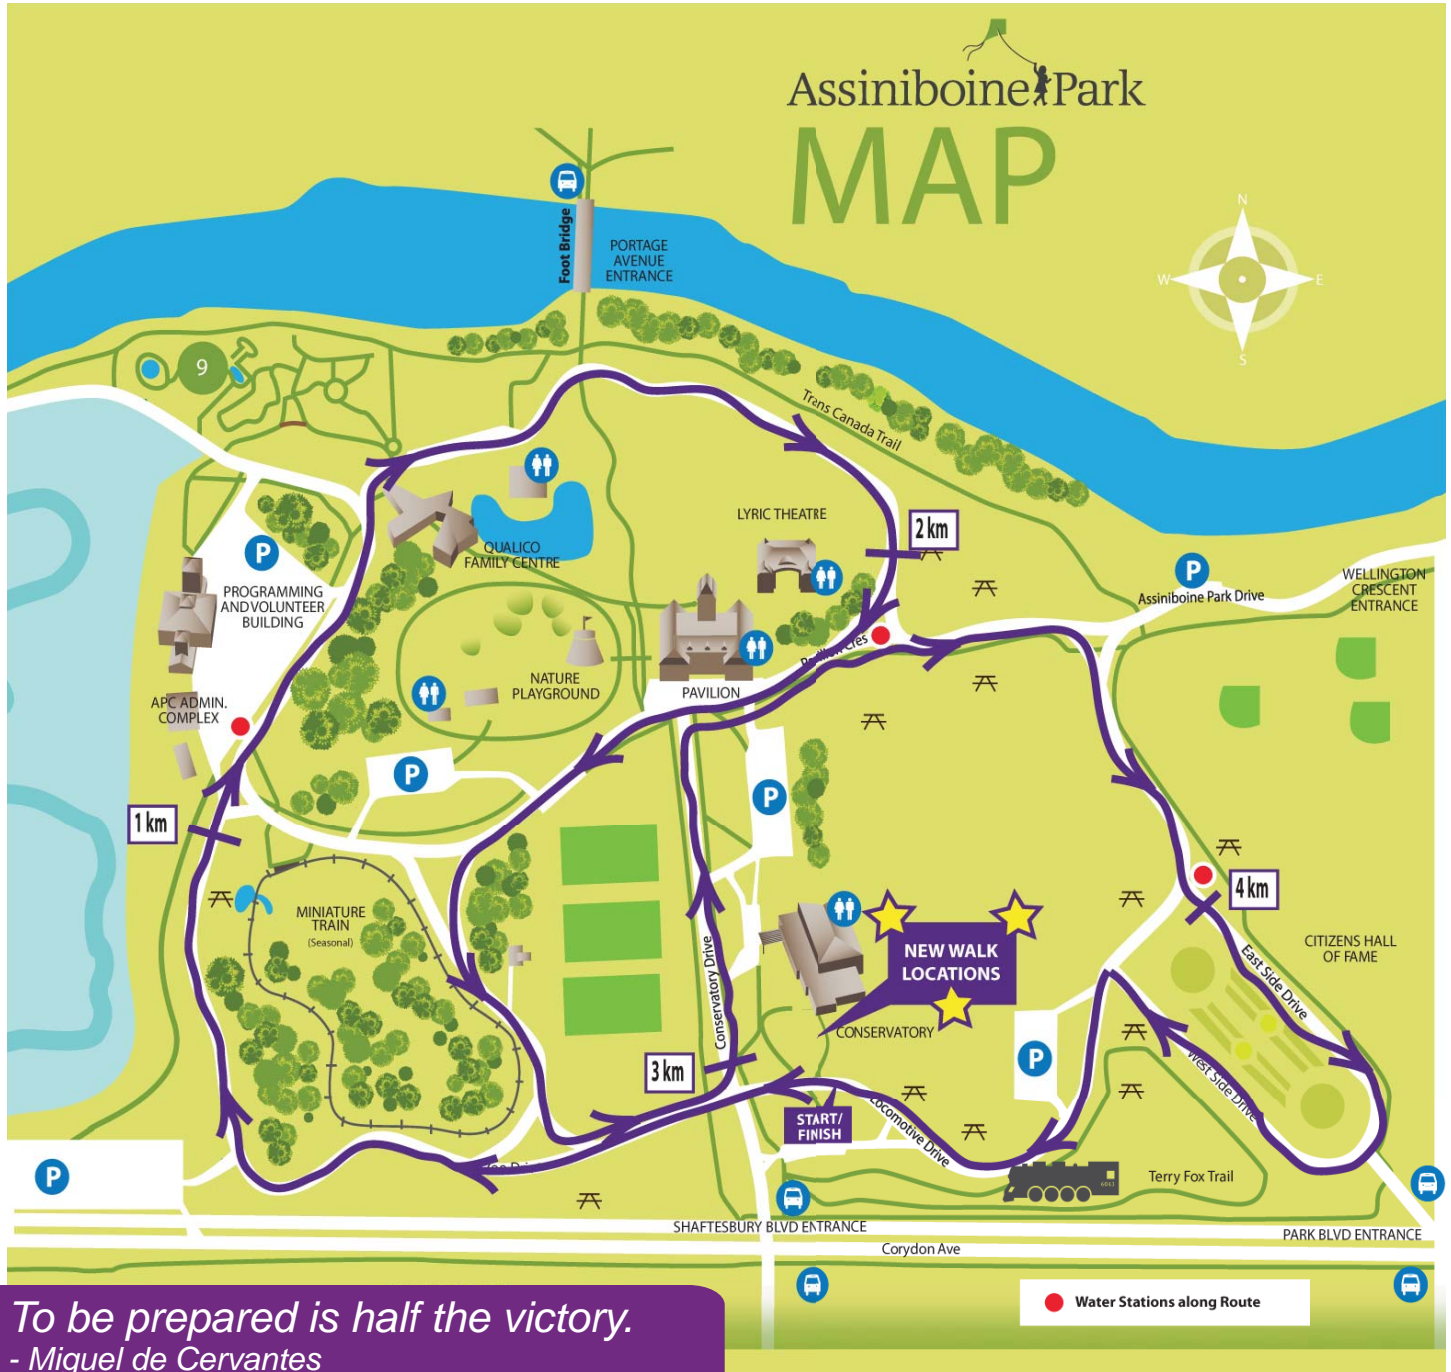 Assiniboine Park
MAP
N
W
E
S
Foot Bridge
PORTAGE
AVENUE
ENTRANCE
9
Trans Canada Trail
LYRIC THEATRE
2 km
QUALICO
FAMILY CENTRE
P
P
Assiniboine Park Drive
WELLINGTON
CRESCENT
ENTRANCE
PROGRAMMING
AND VOLUNTEER
BUILDING
Pavilion Cres
NATURE
PLAYGROUND
PAVILION
APC ADMIN.
COMPLEX
P
P
1 km
4 km
MINIATURE
TRAIN
(Seasonal)
NEW WALK
LOCATIONS
CITIZENS HALL
OF FAME
East Side Drive
Conservatory Drive
CONSERVATORY
P
3 km
West Side Drive
START/
FINISH
Locomotive Drive
P
Terry Fox Trail
SHAFTESBURY BLVD ENTRANCE
PARK BLVD ENTRANCE
Corydon Ave
Water Stations along Route
To be prepared is half the victory.
- Miguel de Cervantes